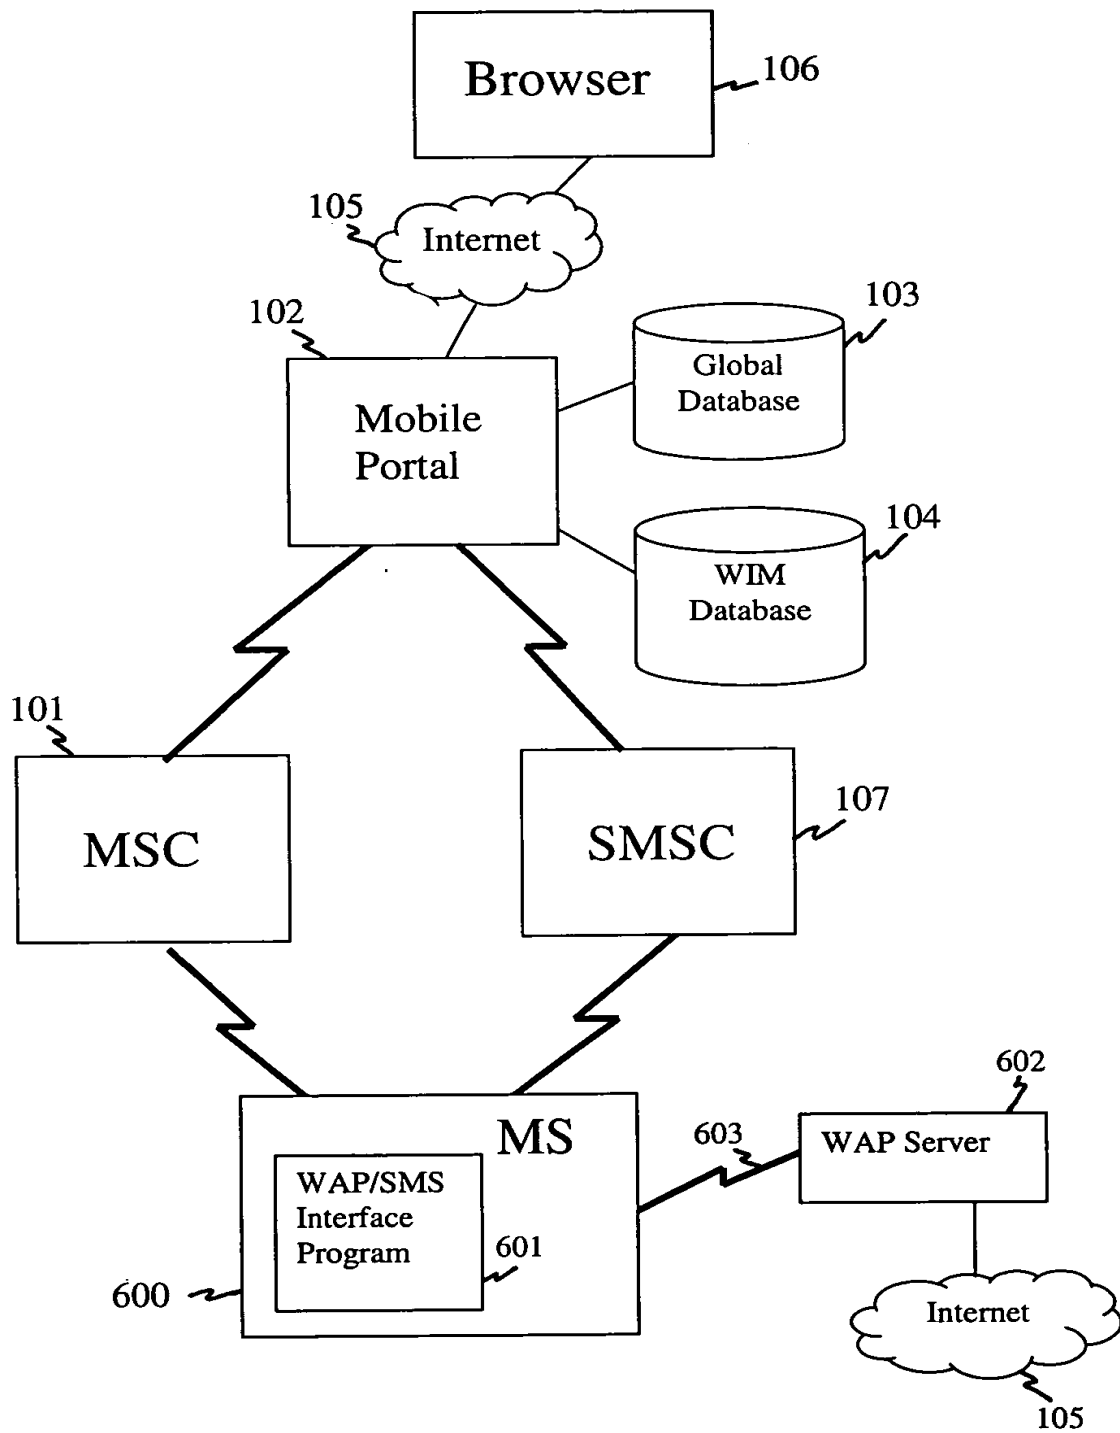 Browser
106
105
Internet
102
103
Global
Database
Mobile
Portal
104
WIM
Database
101
MSC
107
SMSC
602
MS
603
WAP Server
WAP/SMS
Interface
Program
601
600
Internet
105